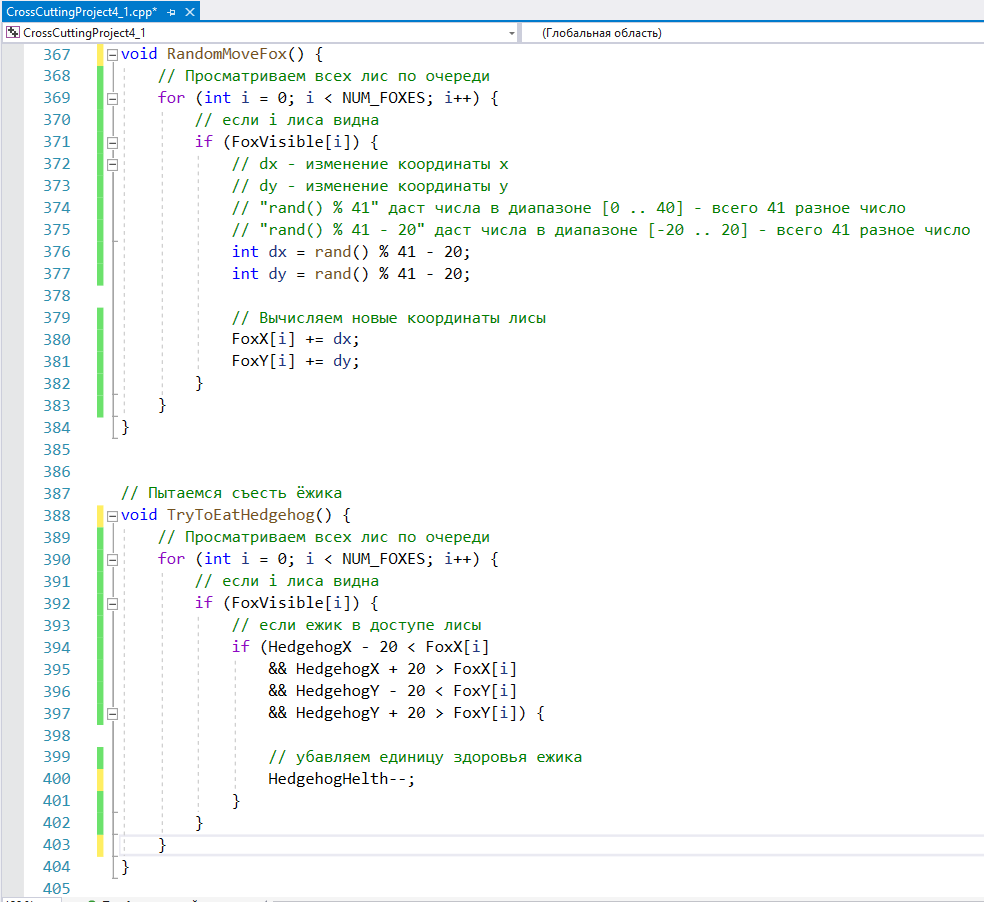 CrossCuttingProject4_1.cpp*
CrossCuttingProject4_1 (Глобальная область)
367 void RandomMoveFox() {
368 // Просматриваем всех лис по очереди
369 for (int i = 0; i < NUM_FOXES; i++) {
370 // если i лиса видна
371 if (FoxVisible[i]) {
372 // dx - изменение координаты x
373 // dy - изменение координаты y
374 // "rand() % 41" даст числа в диапазоне [0 .. 40] - всего 41 разное число
375 // "rand() % 41 - 20" даст числа в диапазоне [-20 .. 20] - всего 41 разное число
376 int dx = rand() % 41 - 20;
377 int dy = rand() % 41 - 20;
378
379 // Вычисляем новые координаты лисы
380 FoxX[i] += dx;
381 FoxY[i] += dy;
382 }
383 }
384 }
385
386
387 // Пытаемся съесть ёжика
388 void TryToEatHedgehog() {
389 // Просматриваем всех лис по очереди
390 for (int i = 0; i < NUM_FOXES; i++) {
391 // если i лиса видна
392 if (FoxVisible[i]) {
393 // если ежик в доступе лисы
394 if (HedgehogX - 20 < FoxX[i]
395 && HedgehogX + 20 > FoxX[i]
396 && HedgehogY - 20 < FoxY[i]
397 && HedgehogY + 20 > FoxY[i]) {
398
399 // убавляем единицу здоровья ежика
400 HedgehogHelth--;
401 }
402 }
403 }
404 }
405